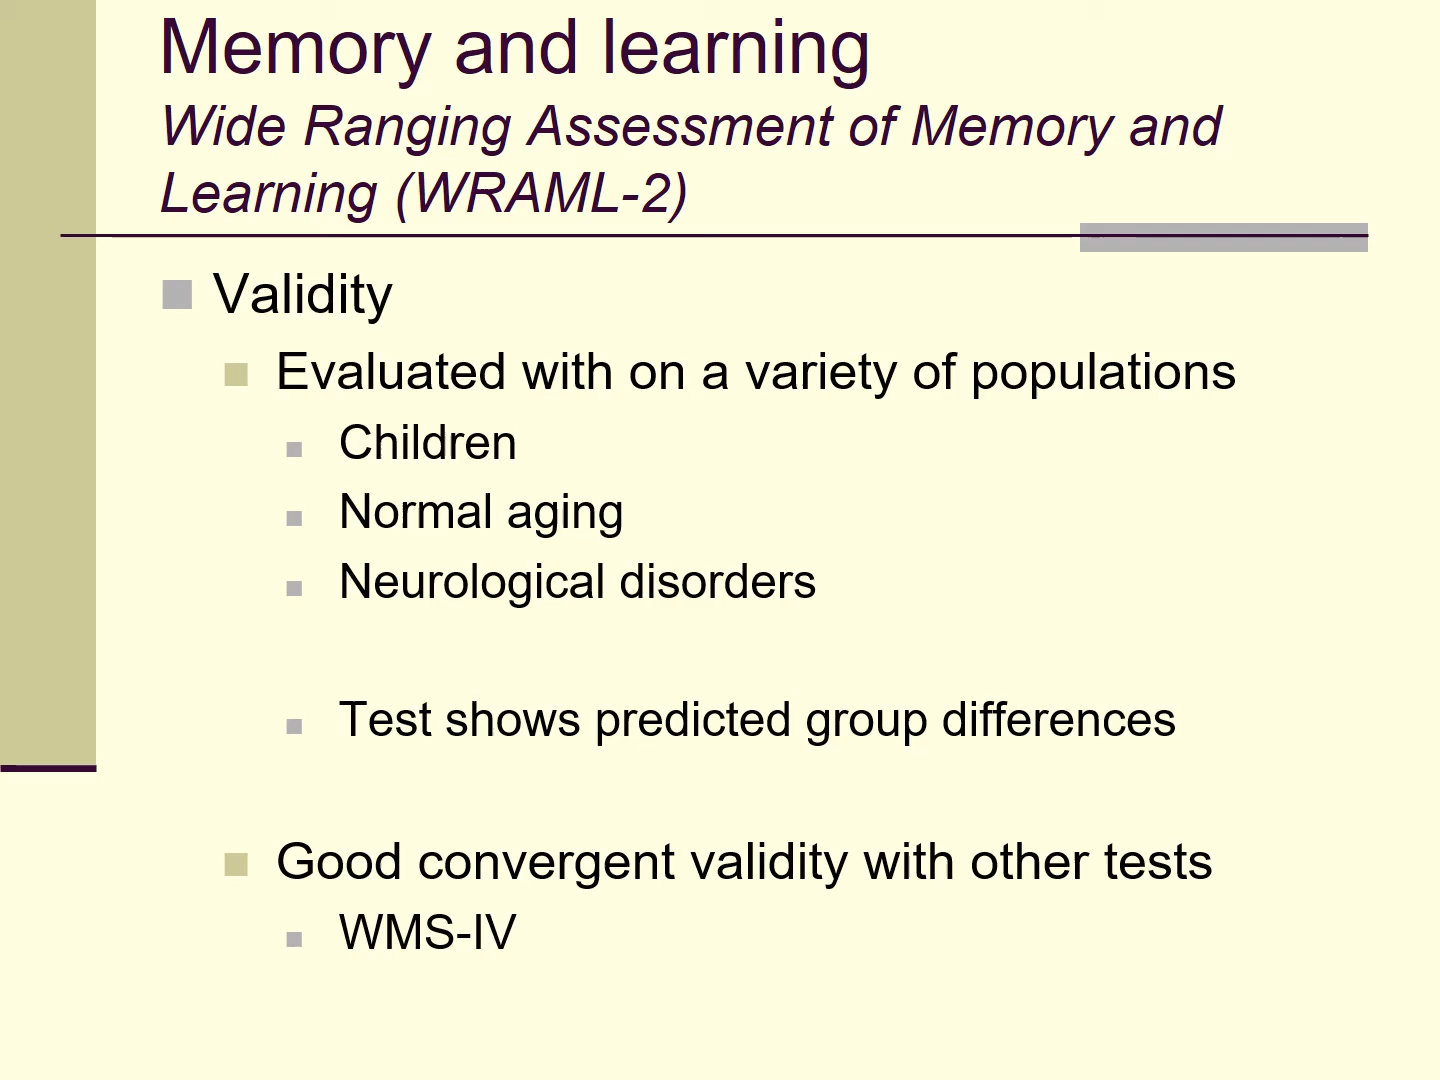 Memory and learning
Wide Ranging Assessment of Memory and
Learning (WRAML-2)
Validity
Evaluated with on a variety of populations
Children
Normal aging
Neurological disorders
Test shows predicted group differences
Good convergent validity with other tests
WMS-IV